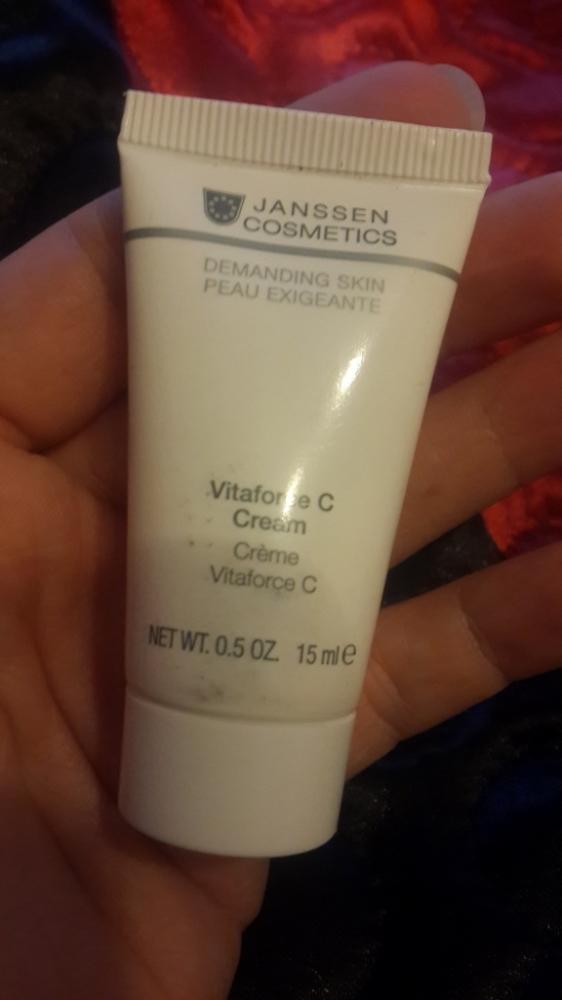 JANSSEN
COSMETICS
DEMANDING SKIN
PEAU EXIGEANTE
Vitaforce C
Cream
Crème
Vitaforce C
NET WT. 0.5 OZ. 15 ml e